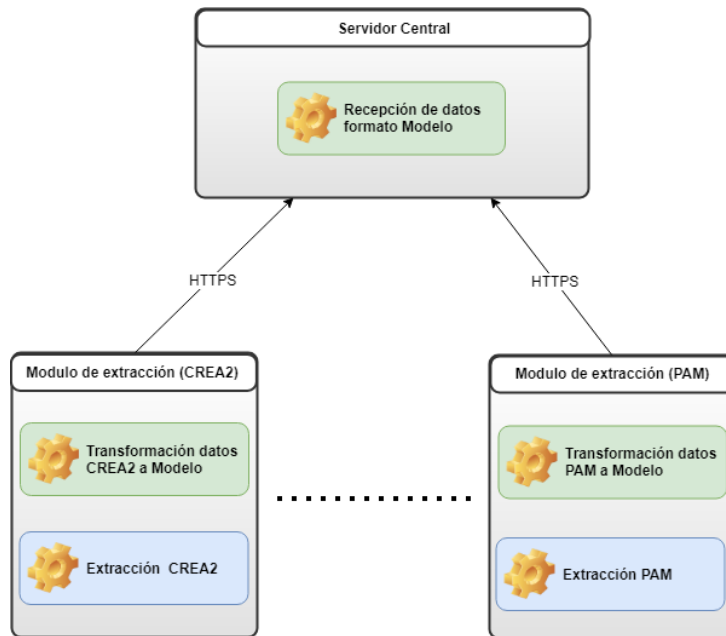 Servidor Central
Recepción de datos
formato Modelo
HTTPS
HTTPS
Modulo de extracción (CREA2)
Transformación datos
CREA2 a Modelo
Extracción CREA2
Modulo de extracción (PAM)
Transformación datos
PAM a Modelo
Extracción PAM